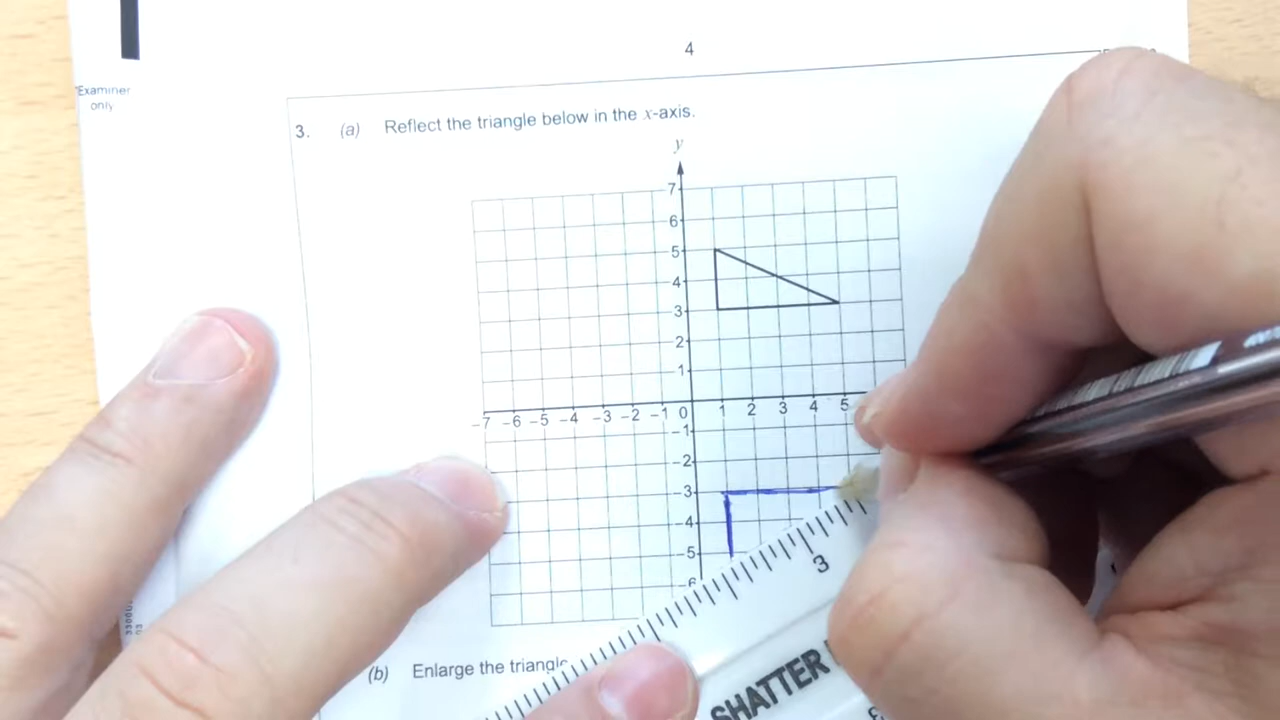 4
Examiner
only
3. (a) Reflect the triangle below in the x-axis.
y
7
6
5
4
3
2
1
-7 -6 -5 -4 -3 -2 -1 0 1 2 3 4 5
-1
-2
-3
-4
-5
-6
3
(b) Enlarge the triangle
SHATTER